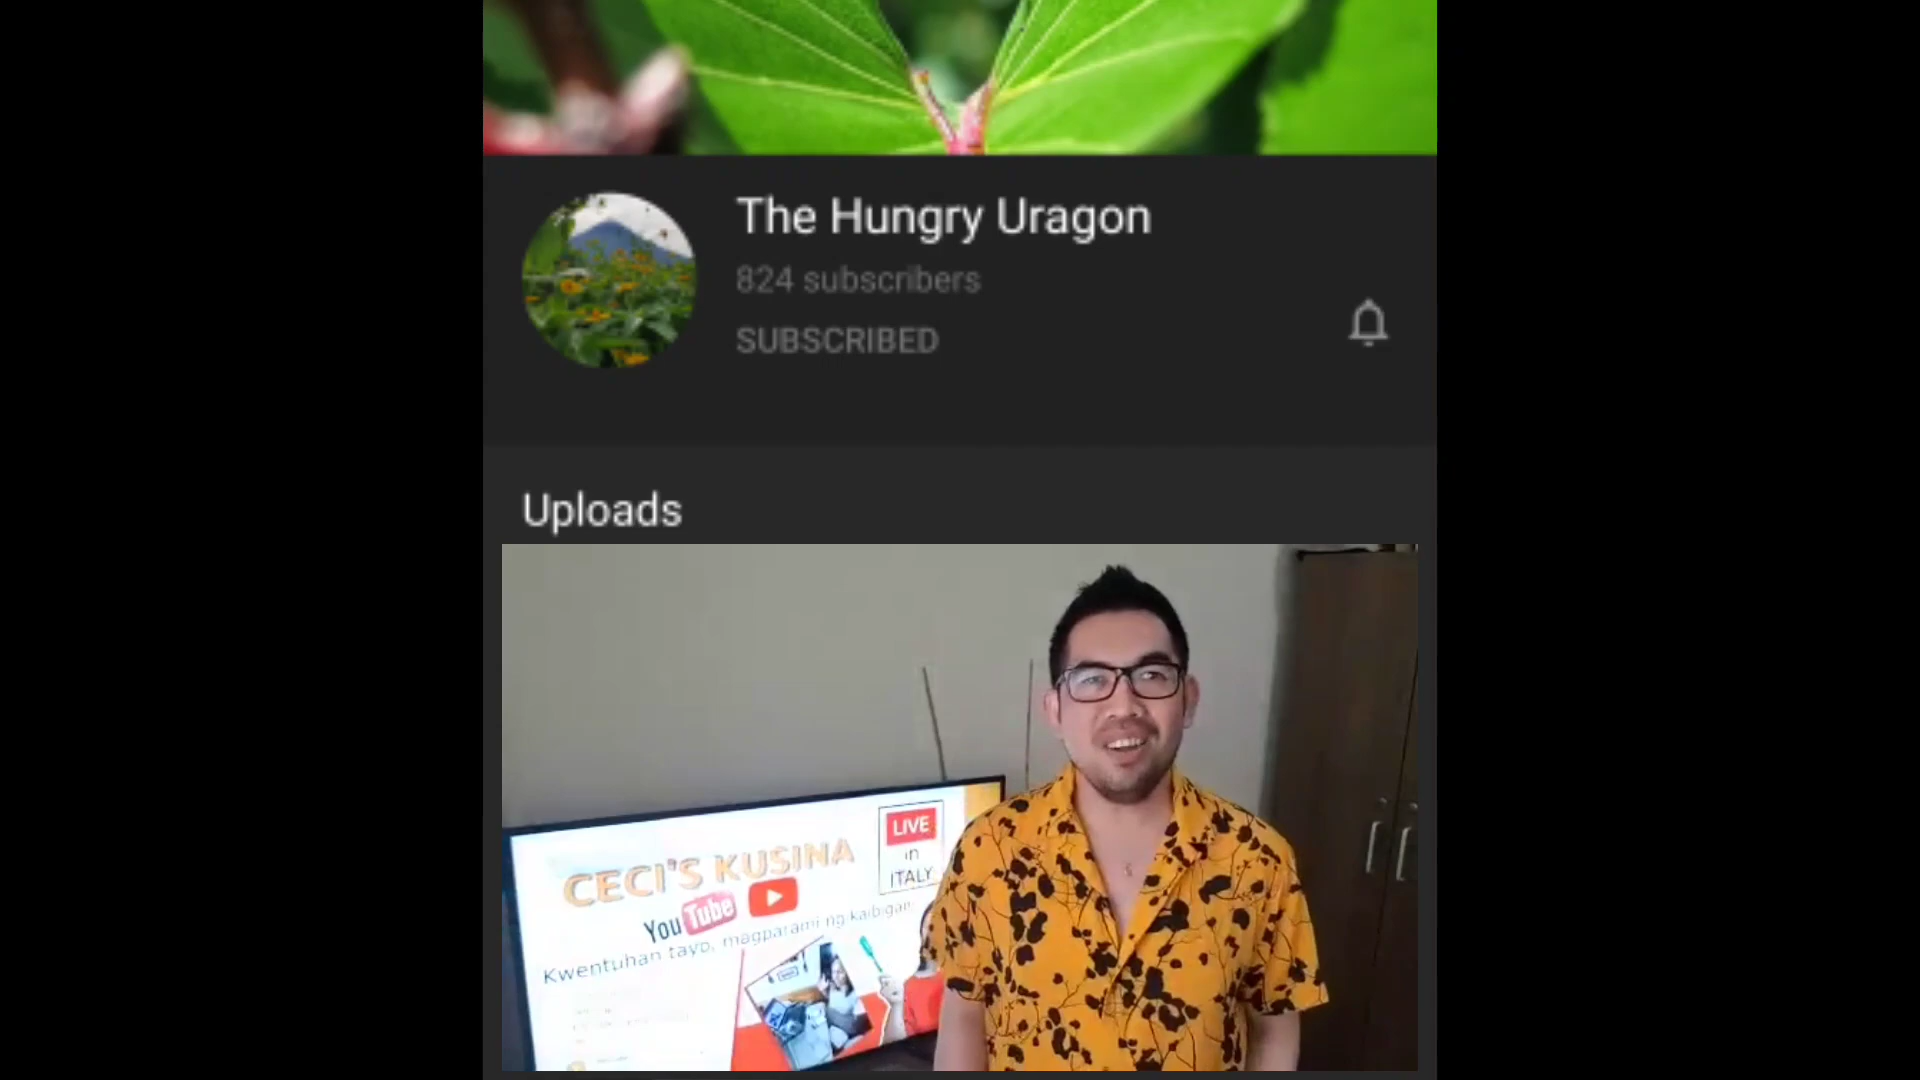 The Hungry Uragon
824 subscribers
SUBSCRIBED
Uploads
LIVE
in
ITALY
CECI'S KUSINA
YouTube
Kwentuhan tayo, magparami ng kaibigan